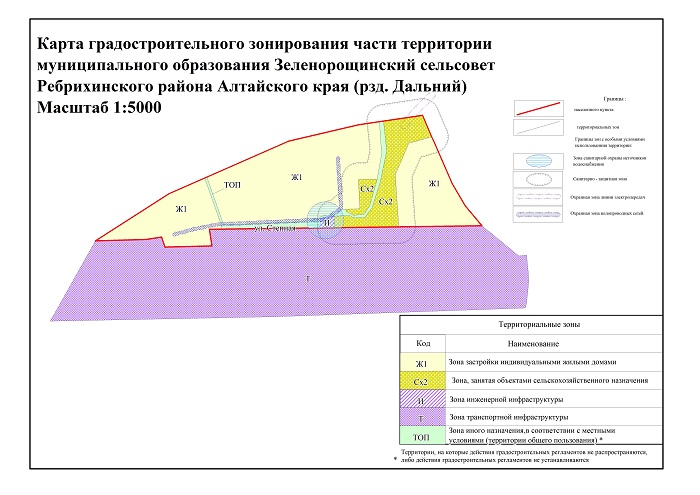 Карта градостроительного зонирования части территории
муниципального образования Зеленорощинский сельсовет
Ребрихинского района Алтайского края (рзд. Дальний)
Масштаб 1:5000
Границы :
населенного пункта
территориальных зон
Границы зон с особыми условиями
использования территории:
Зона санитарной охраны источников
водоснабжения
Санитарно - защитная зона
Охранная зона линии электропередач
Охранная зона водопроводных сетей
Ж1
ТОП
Ж1
Сх2
Сх2
Ж1
И
ул. Степная
Т
Территориальные зоны
Код
Наименование
Ж1
Зона застройки индивидуальными жилыми домами
Сх2
Зона, занятая объектами сельскохозяйственного назначения
И
Зона инженерной инфраструктуры
Т
Зона транспортной инфраструктуры
ТОП
Зона иного назначения,в соответствии с местными
условиями (территории общего пользования) *
* Территории, на которые действия градостроительных регламентов не распространяются,
либо действия градостроительных регламентов не устанавливаются